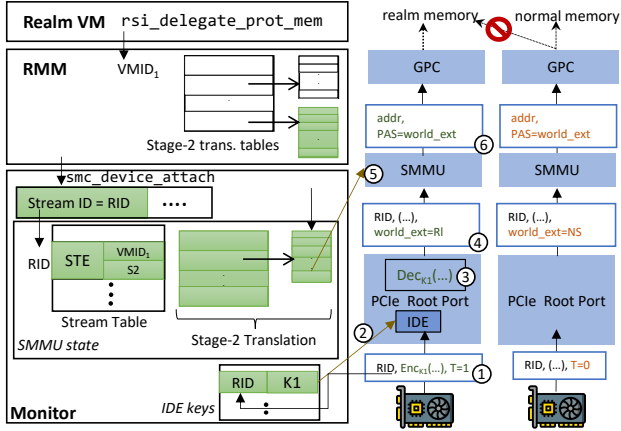 Realm VM rsi_delegate_prot_mem
RMM
VMID1
Stage-2 trans. tables
smc_device_attach
Stream ID = RID ....
RID
STE
VMID1
S2
Stream Table
SMMU state
Stage-2 Translation
RID K1
IDE keys
Monitor
realm memory
normal memory
GPC
GPC
addr,
PAS=world_ext
6
addr,
PAS=world_ext
5
SMMU
SMMU
RID, (...),
world_ext=RI
4
RID, (...),
world_ext=NS
DecK1(...)
3
PCIe Root Port
2
IDE
PCIe Root Port
RID, EncK1(...), T=1
1
RID, (...), T=0